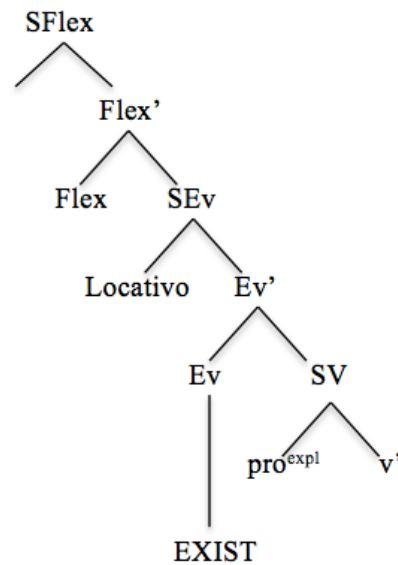 SFlex
Flex’
Flex SEv
Locativo Ev’
Ev SV
pro^expl v’
EXIST